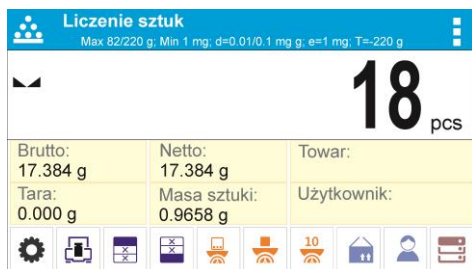 Liczenie sztuk
Max 82/220 g; Min 1 mg; d=0.01/0.1 mg g; e=1 mg; T=-220 g
18 pcs
Brutto: Netto: Towar:
17.384 g 17.384 g
Tara: Masa sztuki: Użytkownik:
0.000 g 0.9658 g
10